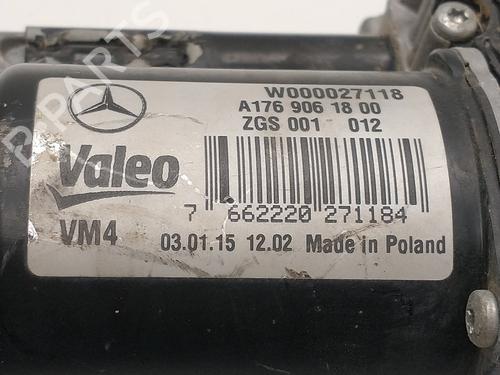 W000027118
A176 906 18 00
ZGS 001 012
Valeo
7 662220 271184
VM4 03.01.15 12.02 Made in Poland
B-PARTS